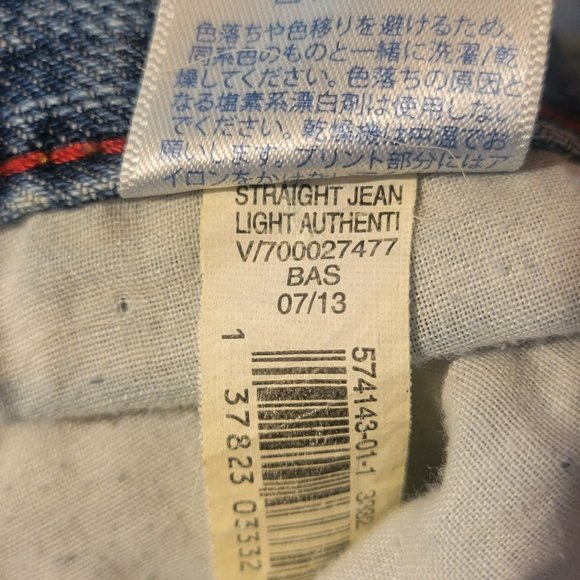 色落ちや色移りを避けるため、
同系色のものと一緒に洗濯/乾
燥してください。色落ちの原因と
なる塩素系漂白剤は使用しない
でください。乾燥機は中温でお
願いします。プリント部分にはア
イロンをかけな
STRAIGHT JEAN
LIGHT AUTHENTI
V/700027477
BAS
07/13
574143-01-1 3932
1 37823 03332